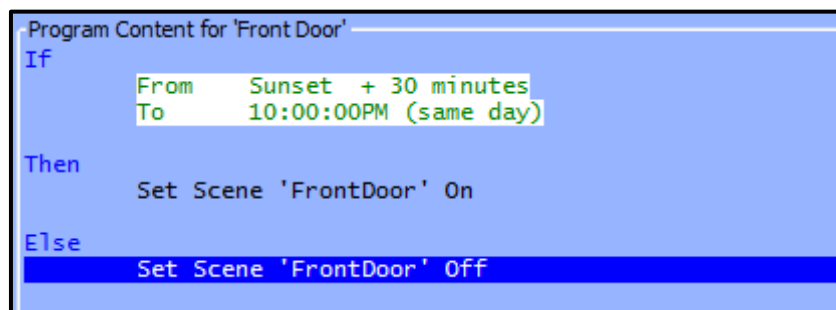 Program Content for 'Front Door'
If
From Sunset + 30 minutes
To 10:00:00PM (same day)
Then
Set Scene 'FrontDoor' On
Else
Set Scene 'FrontDoor' Off